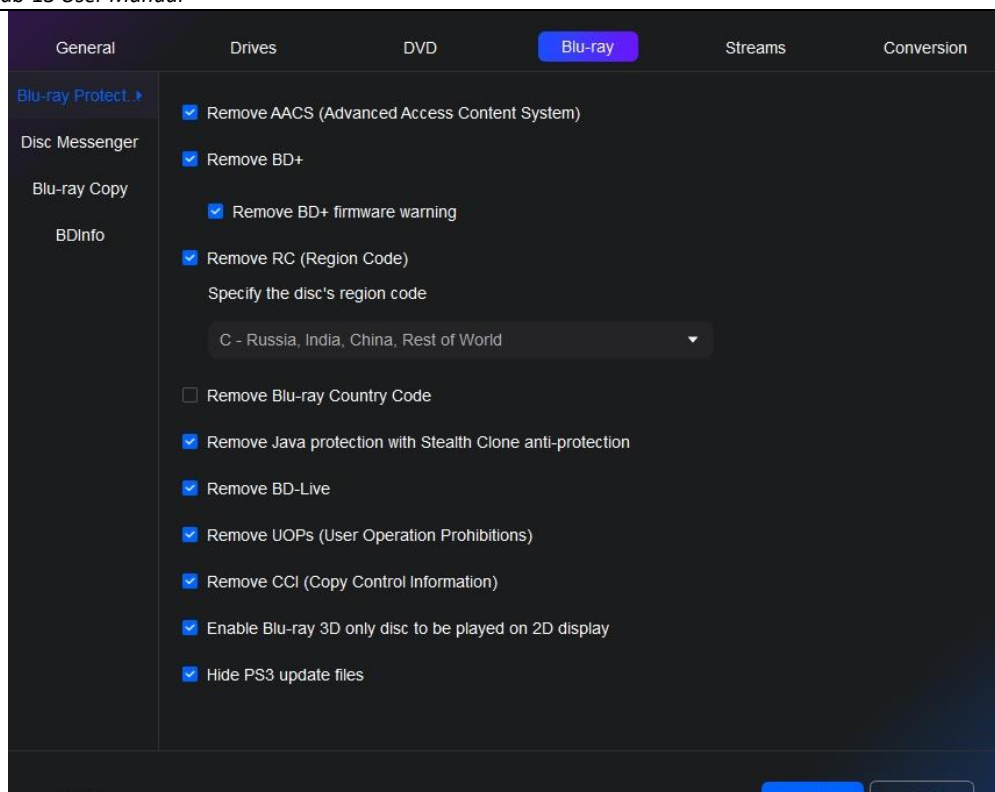 User Manual
General Drives DVD Blu-ray Streams Conversion
Blu-ray Protect..
Disc Messenger
Blu-ray Copy
BDInfo
Remove AACS (Advanced Access Content System)
Remove BD+
Remove BD+ firmware warning
Remove RC (Region Code)
Specify the disc's region code
C - Russia, India, China, Rest of World
Remove Blu-ray Country Code
Remove Java protection with Stealth Clone anti-protection
Remove BD-Live
Remove UOPs (User Operation Prohibitions)
Remove CCI (Copy Control Information)
Enable Blu-ray 3D only disc to be played on 2D display
Hide PS3 update files